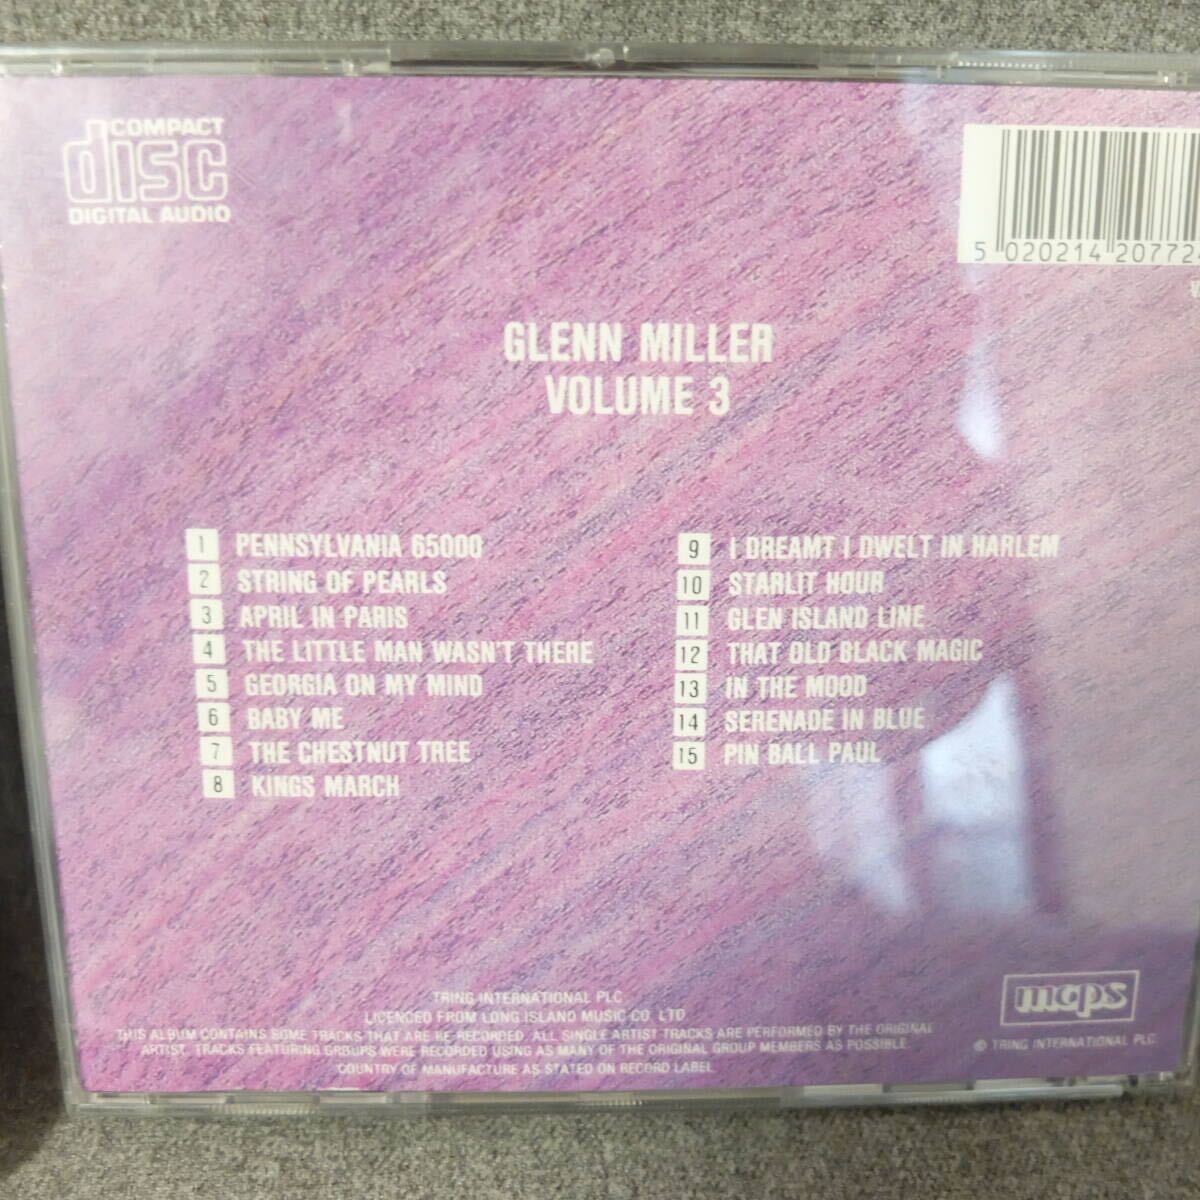 COMPACT
disc
DIGITAL AUDIO
5 020214 20772
GLENN MILLER
VOLUME 3
1 PENNSYLVANIA 65000
2 STRING OF PEARLS
3 APRIL IN PARIS
4 THE LITTLE MAN WASN'T THERE
5 GEORGIA ON MY MIND
6 BABY ME
7 THE CHESTNUT TREE
8 KINGS MARCH
9 I DREAMT I DWELT IN HARLEM
10 STARLIT HOUR
11 GLEN ISLAND LINE
12 THAT OLD BLACK MAGIC
13 IN THE MOOD
14 SERENADE IN BLUE
15 PIN BALL PAUL
TRING INTERNATIONAL PLC
LICENCED FROM LONG ISLAND MUSIC CO. LTD
THIS ALBUM CONTAINS SOME TRACKS THAT ARE RE RECORDED. ALL SINGLE ARTIST TRACKS ARE PERFORMED BY THE ORIGINAL
ARTIST. TRACKS FEATURING GROUPS WERE RECORDED USING AS MANY OF THE ORIGINAL GROUP MEMBERS AS POSSIBLE.
COUNTRY OF MANUFACTURE AS STATED ON RECORD LABEL
mcps
© TRING INTERNATIONAL PLC